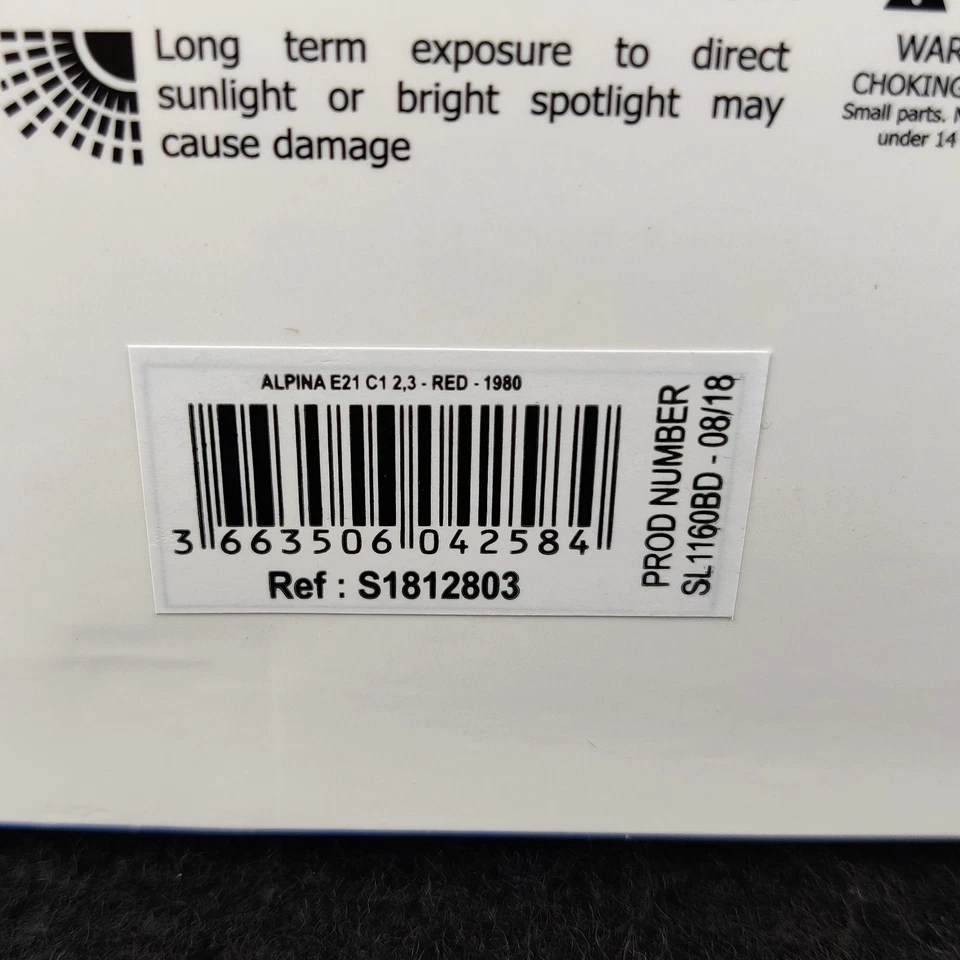 Long term exposure to direct
sunlight or bright spotlight may
cause damage
WAR
CHOKING
Small parts. N
under 14
ALPINA E21 C1 2,3 - RED - 1980
3 663506 042584
Ref : S1812803
PROD NUMBER
SL1160BD - 08/18